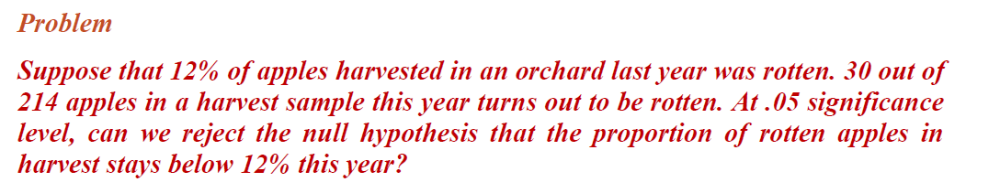 Problem
Suppose that 12% of apples harvested in an orchard last year was rotten. 30 out of
214 apples in a harvest sample this year turns out to be rotten. At .05 significance
level, can we reject the null hypothesis that the proportion of rotten apples in
harvest stays below 12% this year?